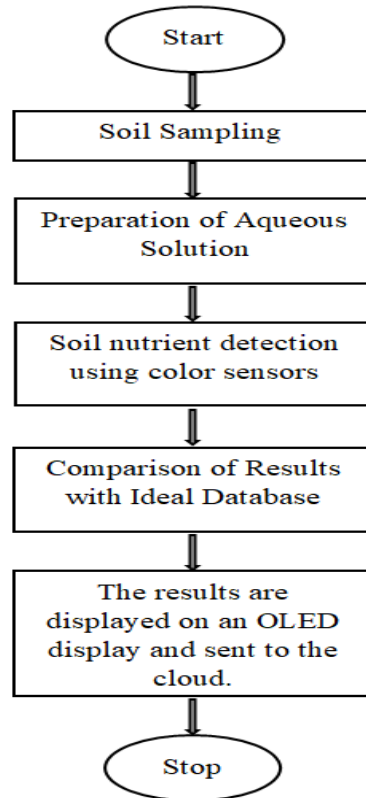 Start
Soil Sampling
Preparation of Aqueous
Solution
Soil nutrient detection
using color sensors
Comparison of Results
with Ideal Database
The results are
displayed on an OLED
display and sent to the
cloud.
Stop